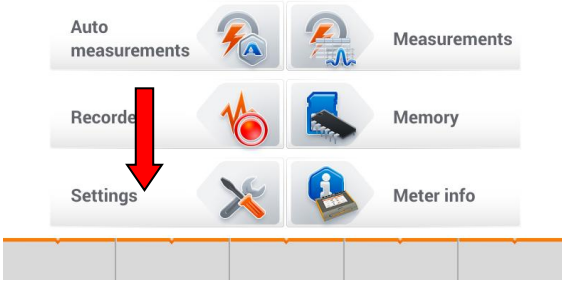 Auto
measurements
Measurements
Recorde
Memory
Settings
Meter info